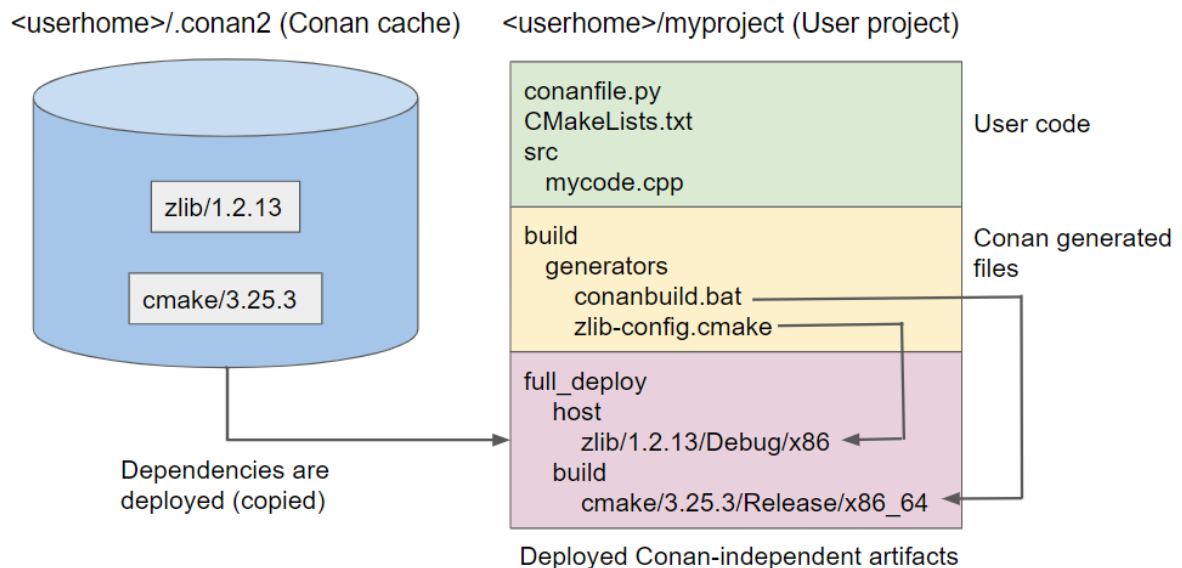 <userhome>/.conan2 (Conan cache)
<userhome>/myproject (User project)
zlib/1.2.13
cmake/3.25.3
Dependencies are
deployed (copied)
conanfile.py
CMakeLists.txt
src
mycode.cpp
User code
build
generators
conanbuild.bat
zlib-config.cmake
Conan generated
files
full_deploy
host
zlib/1.2.13/Debug/x86
build
cmake/3.25.3/Release/x86_64
Deployed Conan-independent artifacts